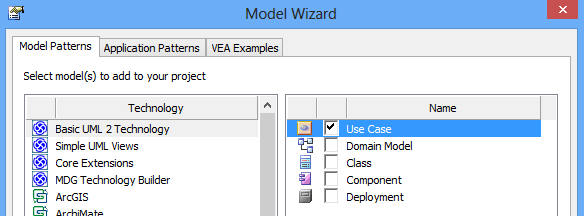 Model Wizard
Model Patterns Application Patterns VEA Examples
Select model(s) to add to your project
Technology Name
Basic UML 2 Technology Use Case
Simple UML Views Domain Model
Core Extensions Class
MDG Technology Builder Component
ArcGIS Deployment
ArchiMate